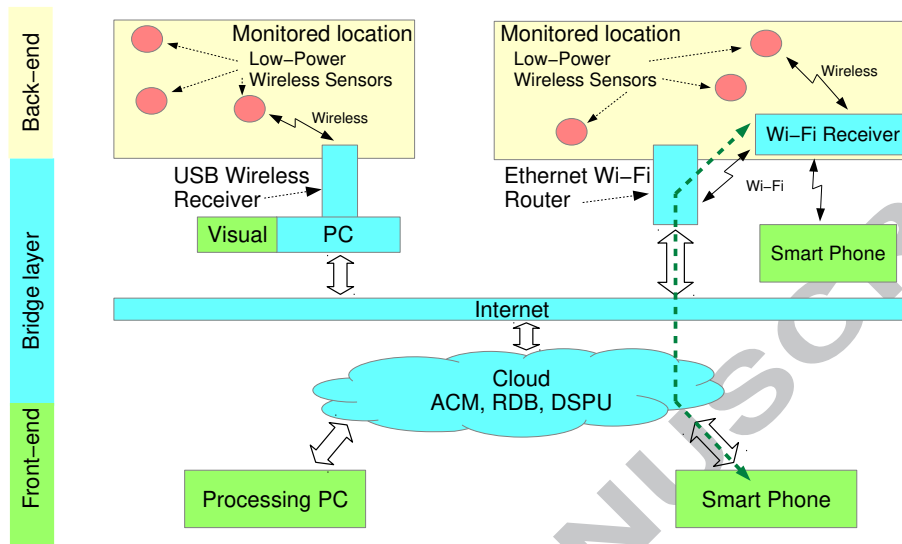 Back-end
Bridge layer
Front-end
Monitored location
Low-Power
Wireless Sensors
Wireless
USB Wireless
Receiver
Visual
PC
Monitored location
Low-Power
Wireless Sensors
Wireless
Wi-Fi Receiver
Ethernet Wi-Fi
Router
Wi-Fi
Smart Phone
Internet
Cloud
ACM, RDB, DSPU
Processing PC
Smart Phone
NUSCR